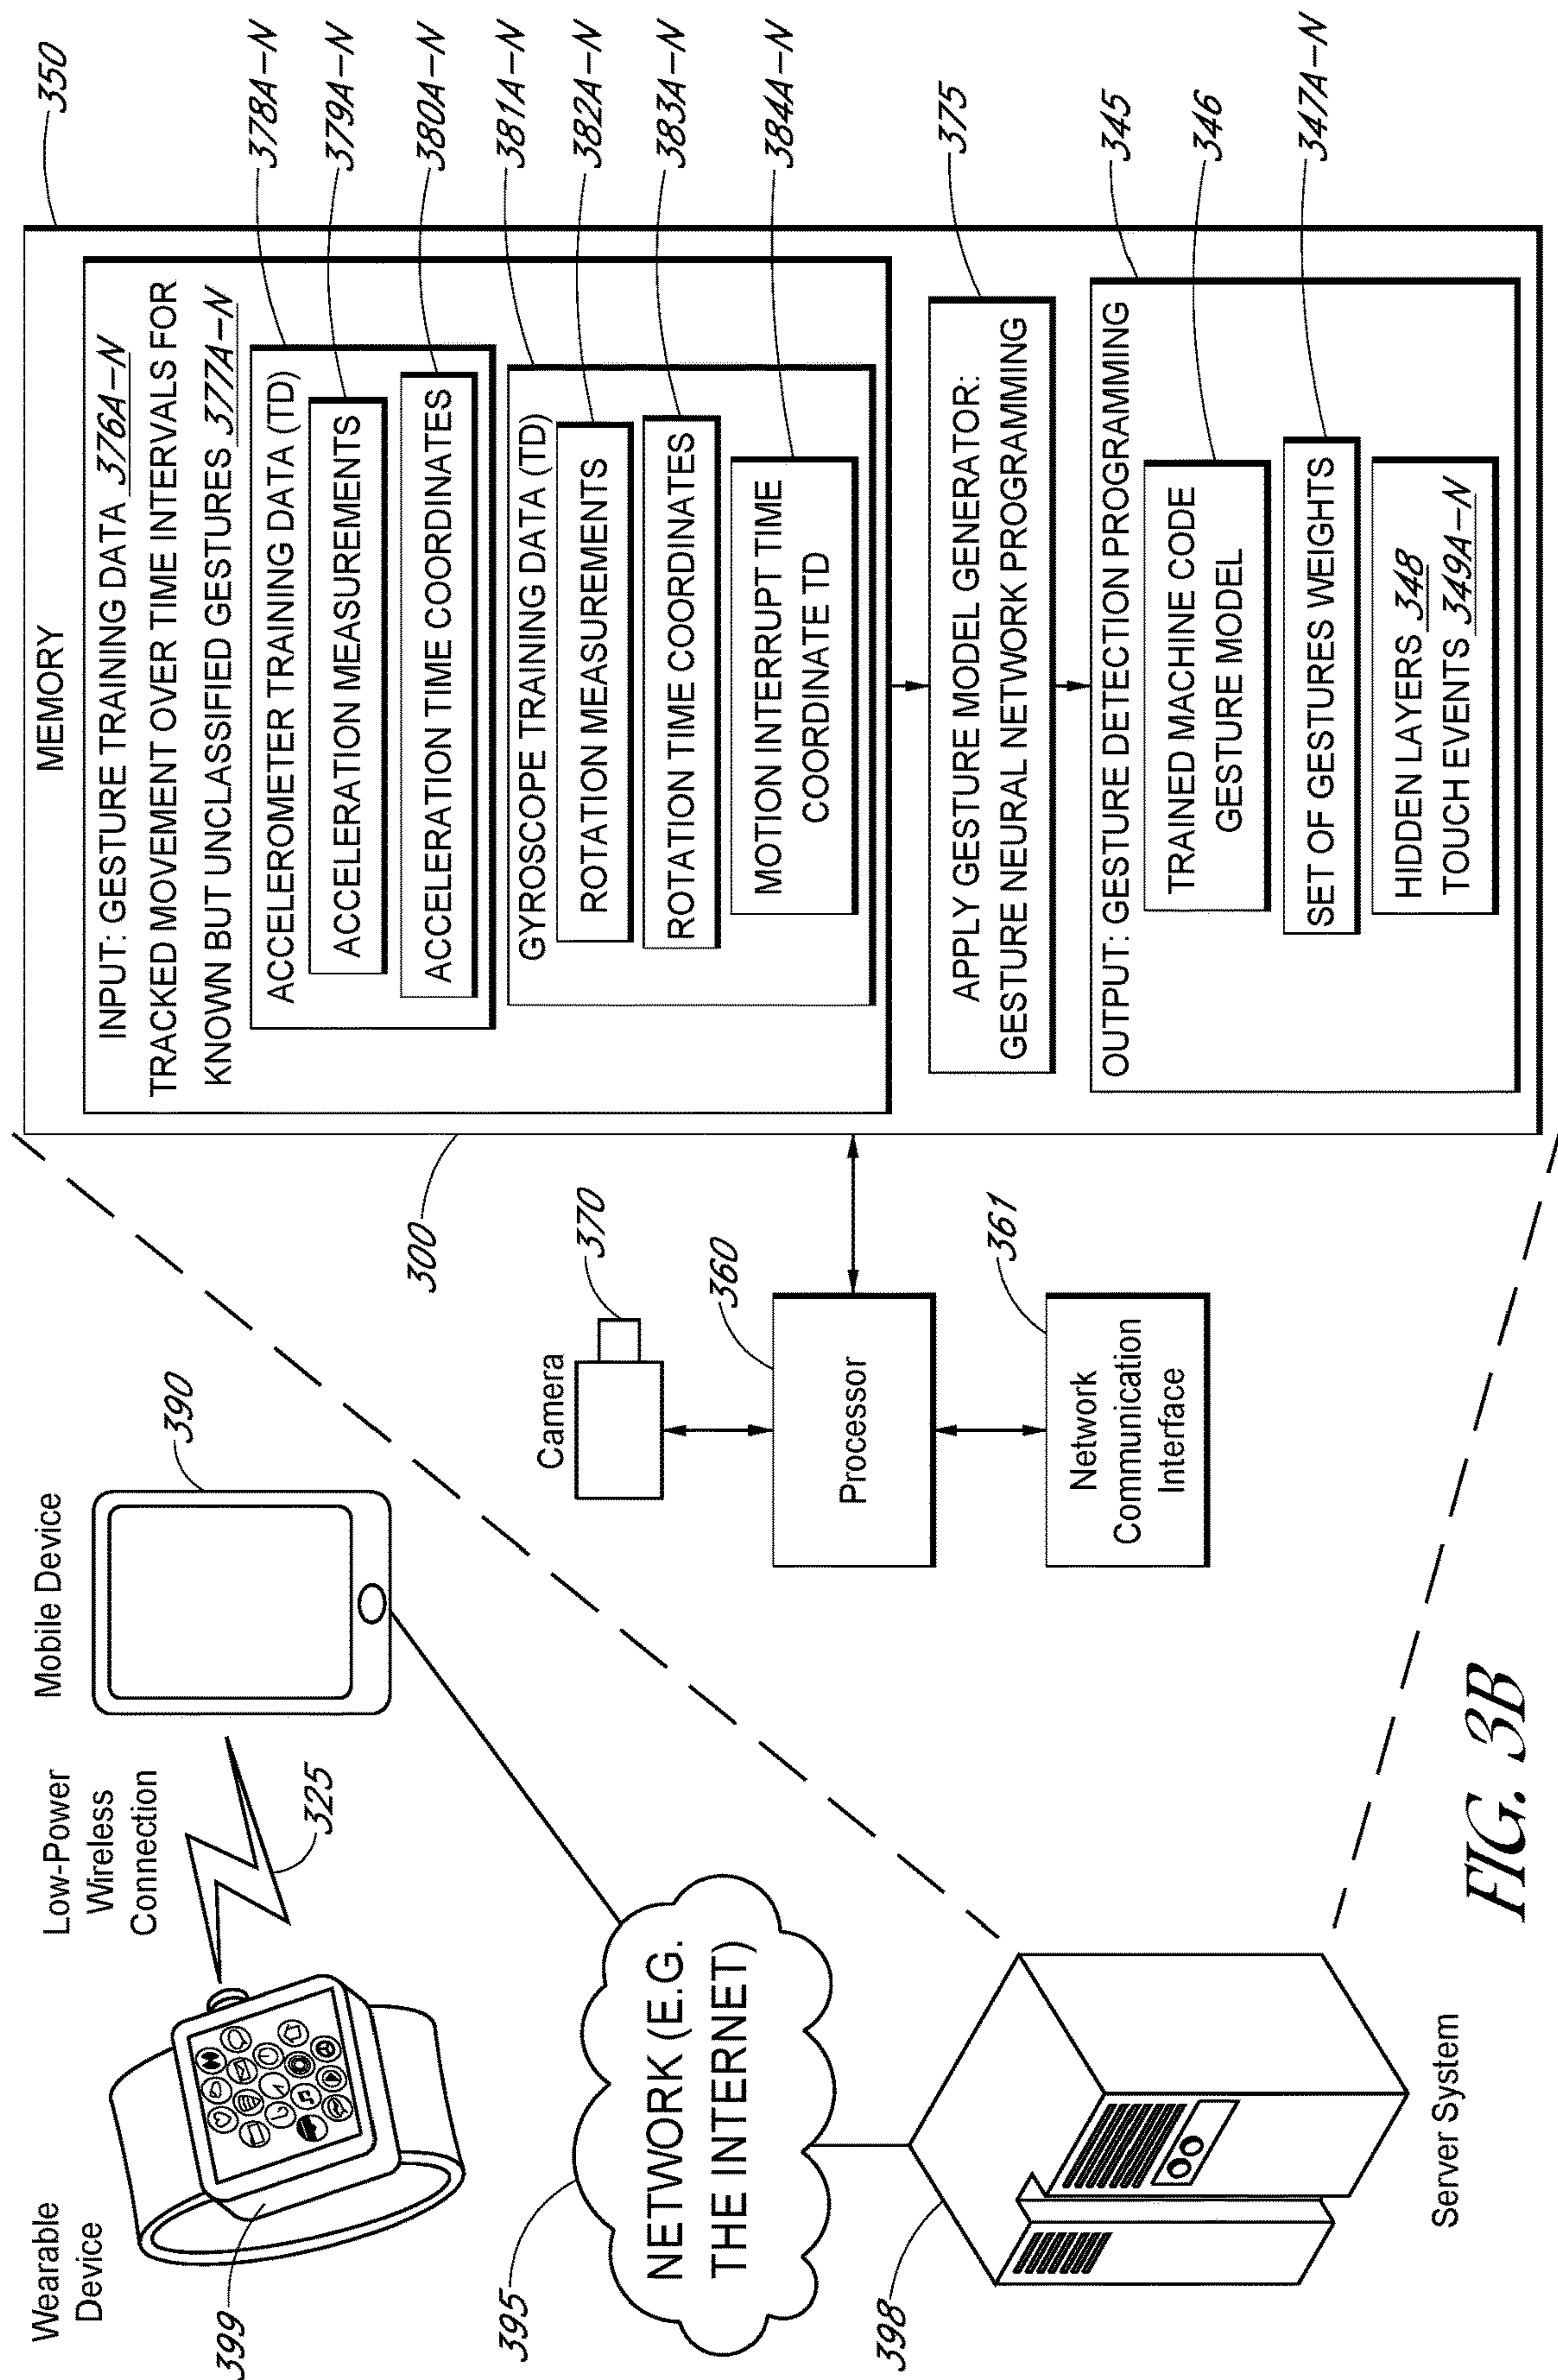 Wearable
Device
399
Low-Power
Wireless
Connection
325
Mobile Device
390
395
NETWORK (E.G.
THE INTERNET)
398
Server System
Camera
370
360
Processor
361
Network
Communication
Interface
300
350
MEMORY
INPUT: GESTURE TRAINING DATA 376A–N
TRACKED MOVEMENT OVER TIME INTERVALS FOR
KNOWN BUT UNCLASSIFIED GESTURES 377A–N
ACCELEROMETER TRAINING DATA (TD)
378A–N
ACCELERATION MEASUREMENTS
379A–N
ACCELERATION TIME COORDINATES
380A–N
GYROSCOPE TRAINING DATA (TD)
381A–N
ROTATION MEASUREMENTS
382A–N
ROTATION TIME COORDINATES
383A–N
MOTION INTERRUPT TIME
COORDINATE TD
384A–N
APPLY GESTURE MODEL GENERATOR:
GESTURE NEURAL NETWORK PROGRAMMING
375
OUTPUT: GESTURE DETECTION PROGRAMMING
345
TRAINED MACHINE CODE
GESTURE MODEL
346
SET OF GESTURES WEIGHTS
347A–N
HIDDEN LAYERS 348
TOUCH EVENTS 349A–N
FIG. 3B